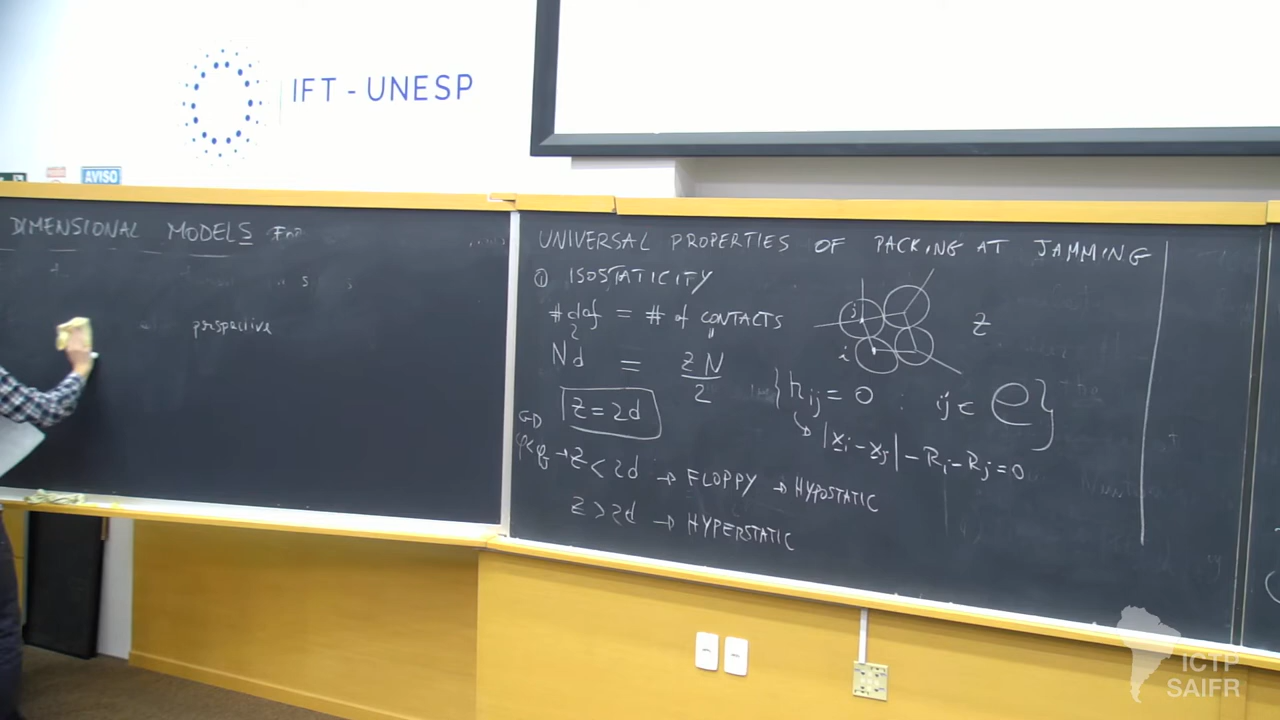 IFT - UNESP
AVISO
DIMENSIONAL MODELS FOR
perspective
UNIVERSAL PROPERTIES OF PACKING AT JAMMING
① ISOSTATICITY
# dof = # of CONTACTS
Nd = zN/2
Z = 2d
φ<φ_J → Z < 2d → FLOPPY → HYPOSTATIC
Z > 2d → HYPERSTATIC
j
i
Z
{h_ij = 0 : ij ∈ C}
↳ |x_i - x_j| - R_i - R_j = 0
ICTP
SAIFR